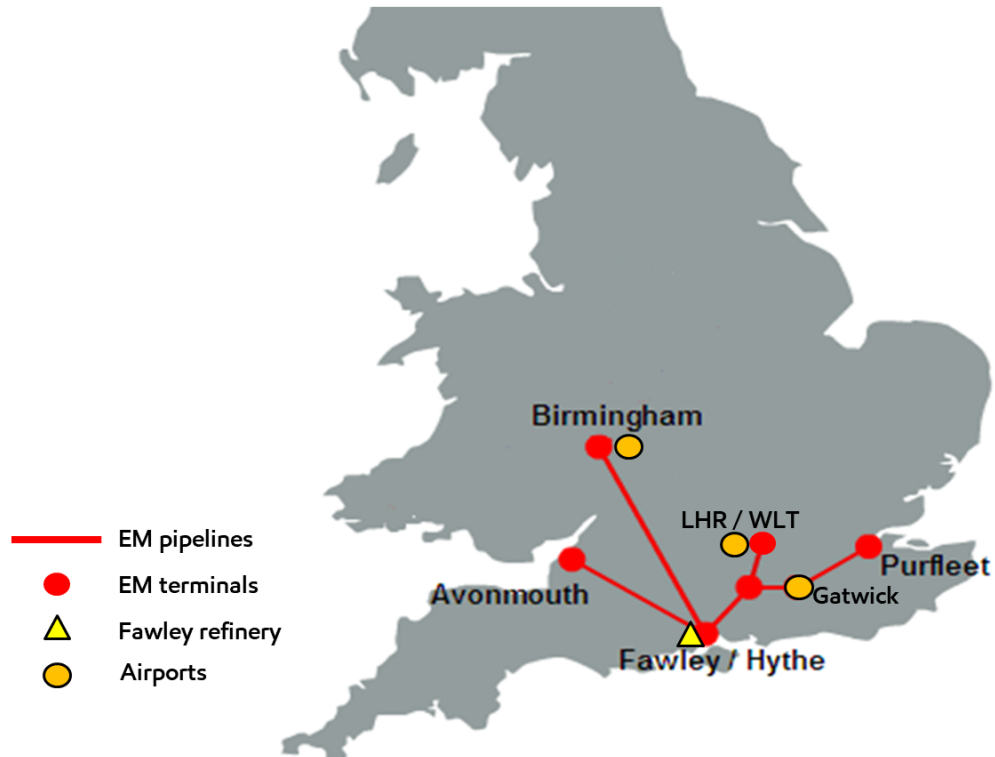 Birmingham
LHR / WLT
Purfleet
Gatwick
Avonmouth
Fawley / Hythe
EM pipelines
EM terminals
Fawley refinery
Airports